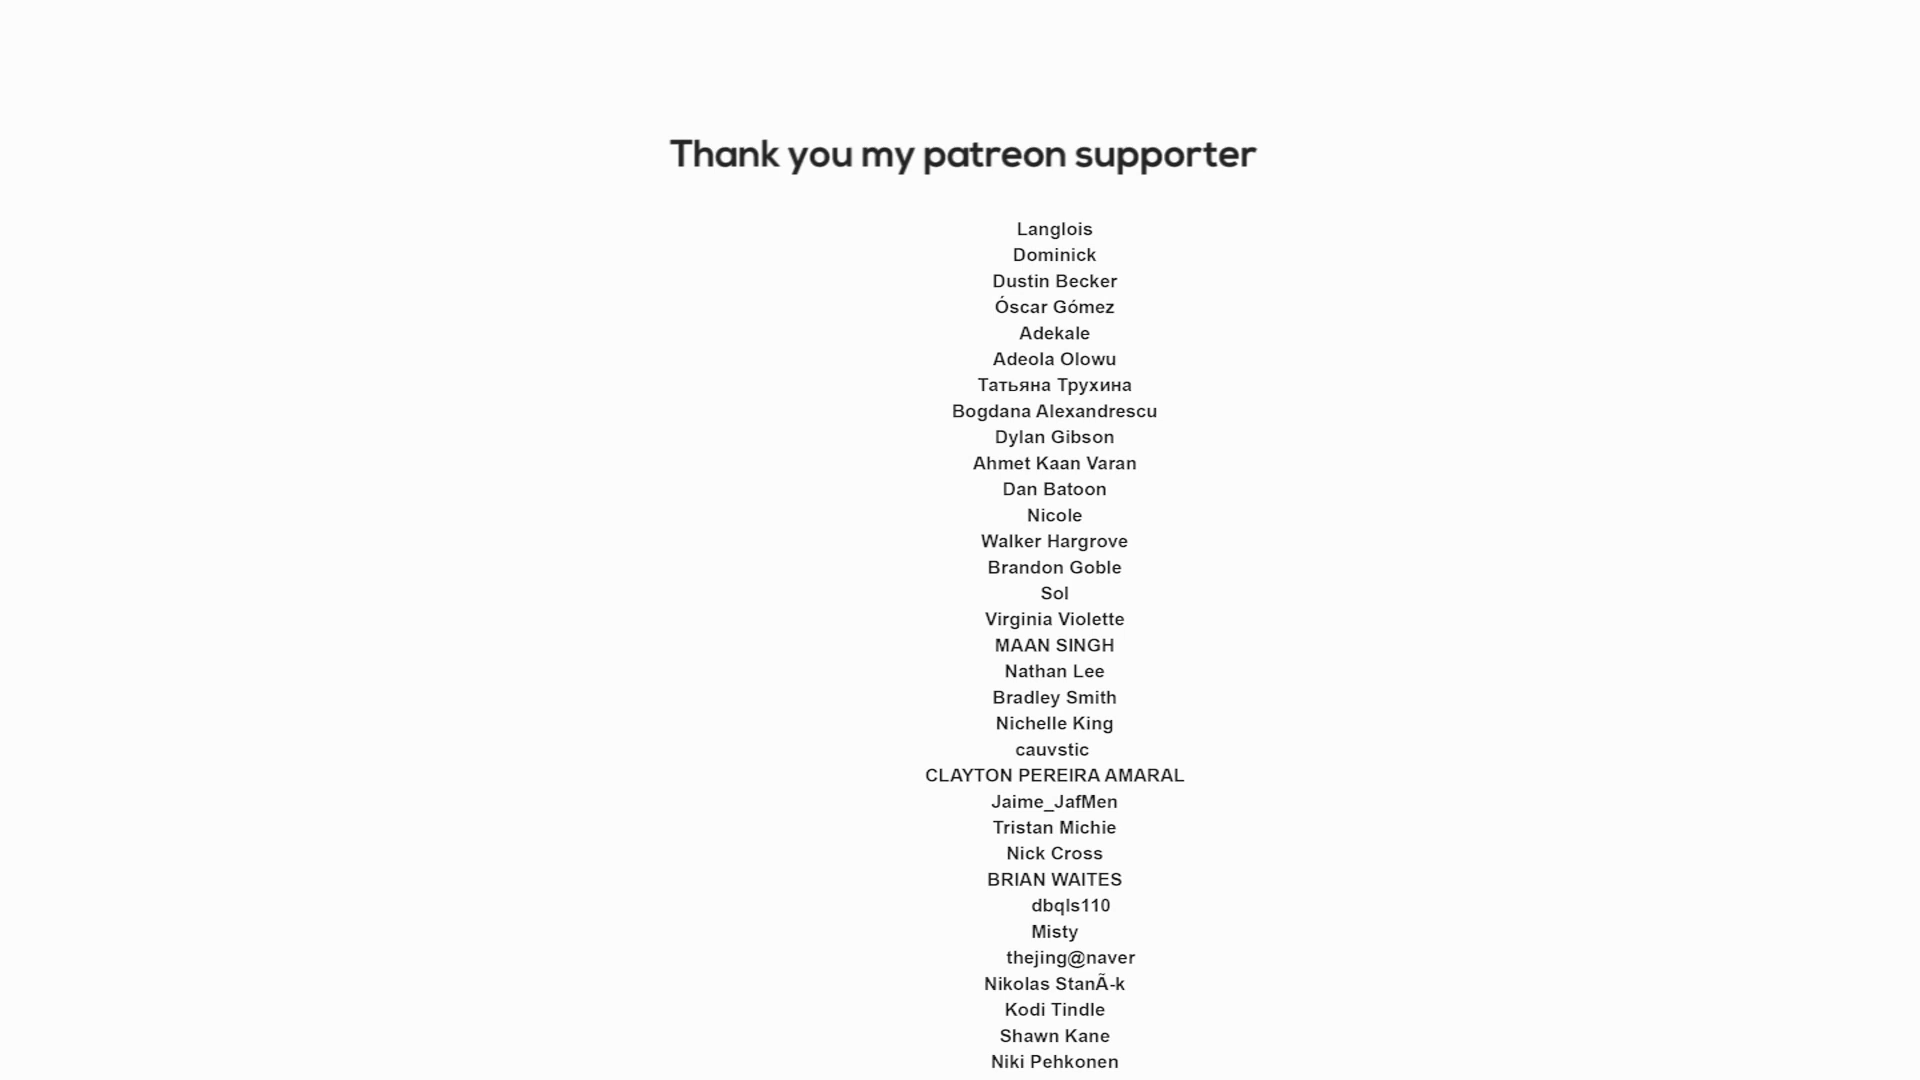 Thank you my patreon supporter
Langlois
Dominick
Dustin Becker
Óscar Gómez
Adekale
Adeola Olowu
Татьяна Трухина
Bogdana Alexandrescu
Dylan Gibson
Ahmet Kaan Varan
Dan Batoon
Nicole
Walker Hargrove
Brandon Goble
Sol
Virginia Violette
MAAN SINGH
Nathan Lee
Bradley Smith
Nichelle King
cauvstic
CLAYTON PEREIRA AMARAL
Jaime_JafMen
Tristan Michie
Nick Cross
BRIAN WAITES
dbqls110
Misty
thejing@naver
Nikolas StanÃ-k
Kodi Tindle
Shawn Kane
Niki Pehkonen